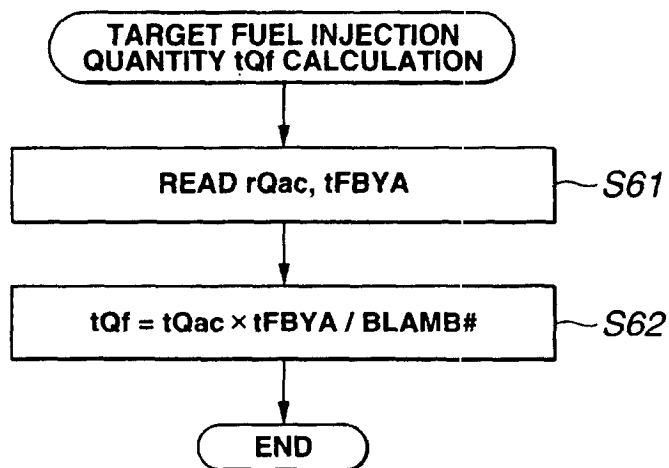 TARGET FUEL INJECTION
QUANTITY tQf CALCULATION
READ rQac, tFBYA
S61
tQf = tQac × tFBYA / BLAMB#
S62
END